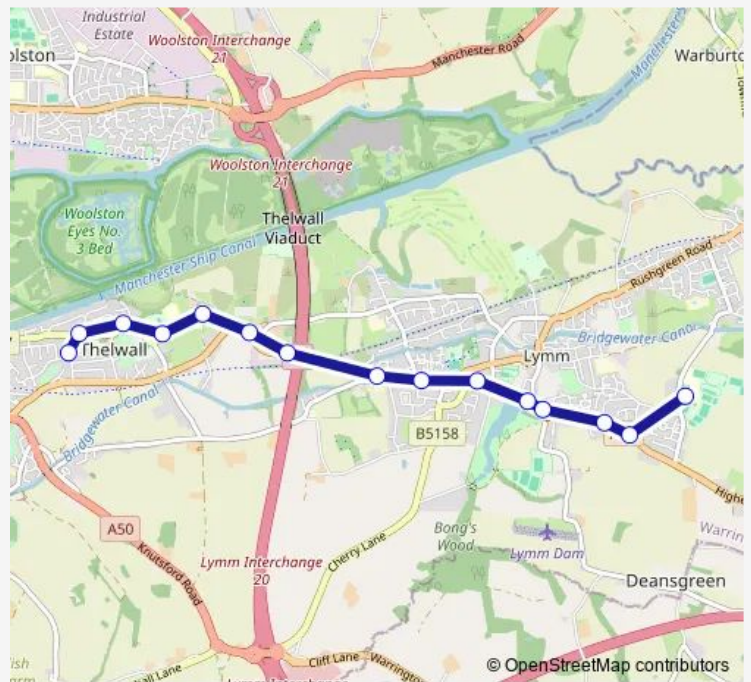 Industrial
Estate
Woolston Interchange
21
olston
Manchester Road
Manchester
Warburto
Woolston Interchange
21
Thelwall
Viaduct
Woolston
Eyes No.
3 Bed
Manchester Ship Canal
Rushgreen Road
Bridgewater Canal
Thelwall
Lymm
Bridgewater Canal
B5158
A50
Knutsford Road
Bong's
Wood
Highe
Warrin
Lymm Dam
Lymm Interchange
20
Cherry Lane
Deansgreen
Cliff Lane
Warrington
© OpenStreetMap contributors